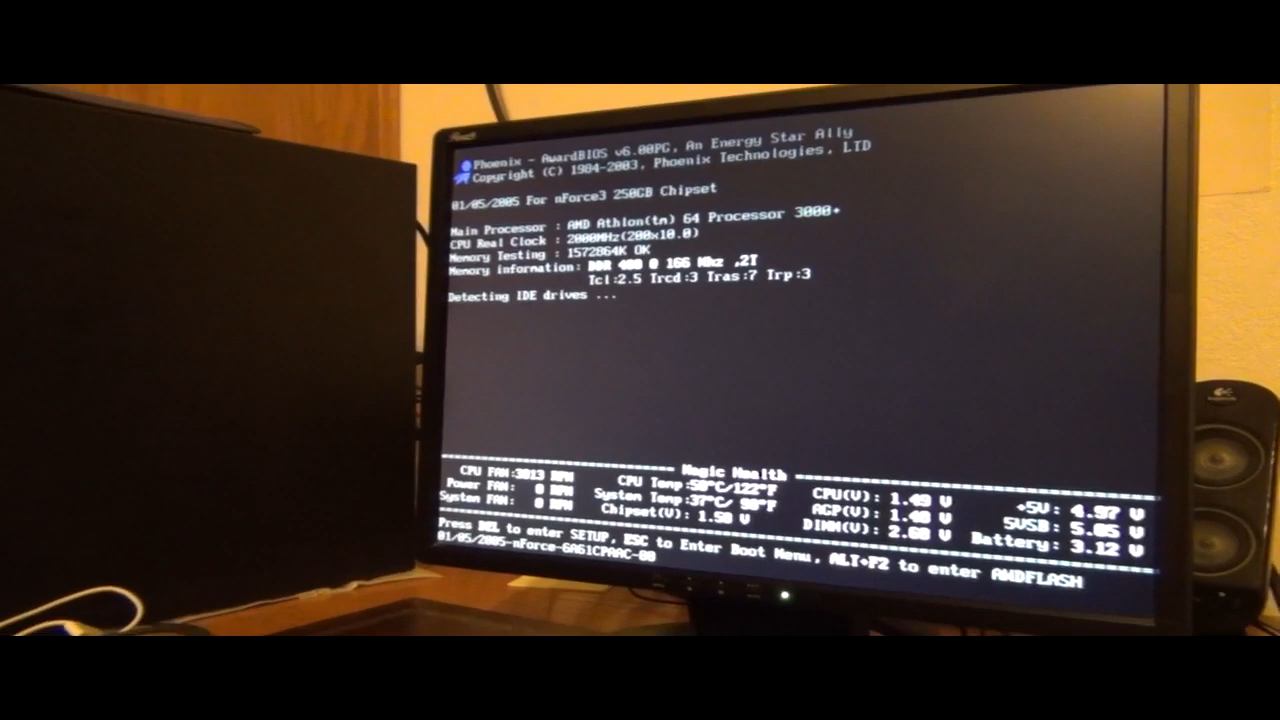 Phoenix - AwardBIOS v6.00PG, An Energy Star Ally
Copyright (C) 1984-2003, Phoenix Technologies, LTD
01/05/2005 For nForce3 250GB Chipset
Main Processor : AMD Athlon(tm) 64 Processor 3000+
CPU Real Clock : 2000MHz(200x10.0)
Memory Testing : 1572864K OK
Memory information: DDR 400 @ 166 Mhz ,2T
Tcl:2.5 Trcd:3 Tras:7 Trp:3
Detecting IDE drives ...
Magic Health
CPU FAN:3013 RPM CPU Temp:50°C/122°F CPU(V): 1.49 V +5V: 4.97 V
Power FAN: 0 RPM System Temp:37°C/ 98°F AGP(V): 1.48 V 5VSB: 5.05 V
System FAN: 0 RPM Chipset(V): 1.50 V DIMM(V): 2.60 V Battery: 3.12 V
Press DEL to enter SETUP, ESC to Enter Boot Menu, ALT+F2 to enter AWDFLASH
01/05/2005-nForce-6A61CPAAC-00